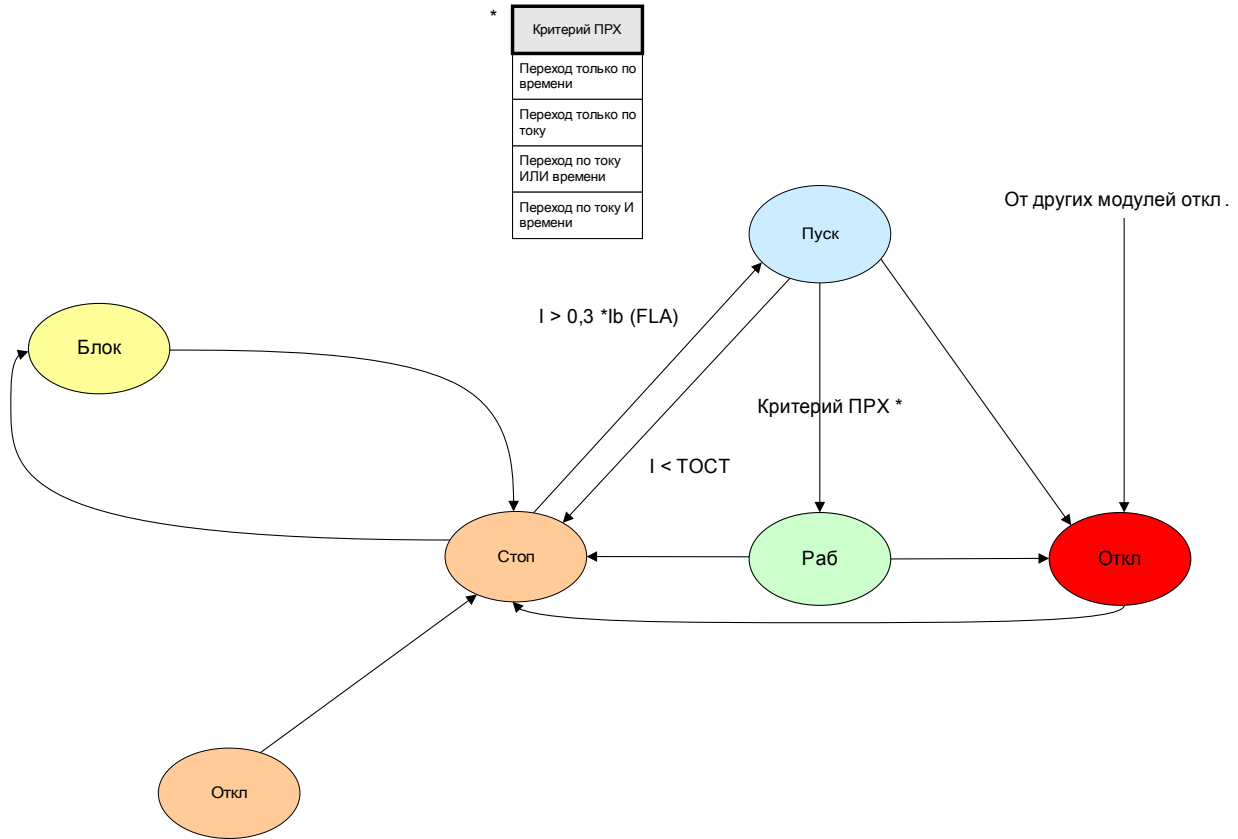 *
Критерий ПРХ
Переход только по
времени
Переход только по
току
Переход по току
ИЛИ времени
Переход по току И
времени
От других модулей откл .
Пуск
I > 0,3 *Ib (FLA)
Блок
Критерий ПРХ *
I < ТОСТ
Стоп
Раб
Откл
Откл